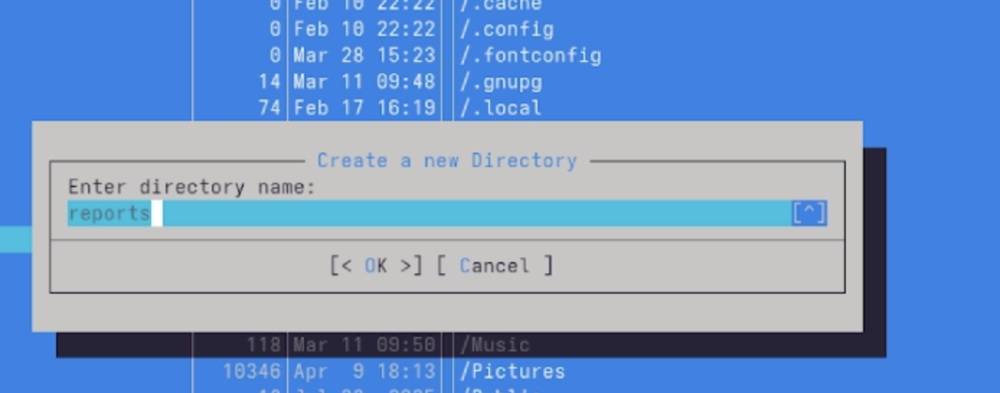 0 Feb 10 22:22 /.cache
0 Feb 10 22:22 /.config
0 Mar 28 15:23 /.fontconfig
14 Mar 11 09:48 /.gnupg
74 Feb 17 16:19 /.local
Create a new Directory
Enter directory name:
reports [^]
[< OK >] [ Cancel ]
118 Mar 11 09:50 /Music
10346 Apr 9 18:13 /Pictures